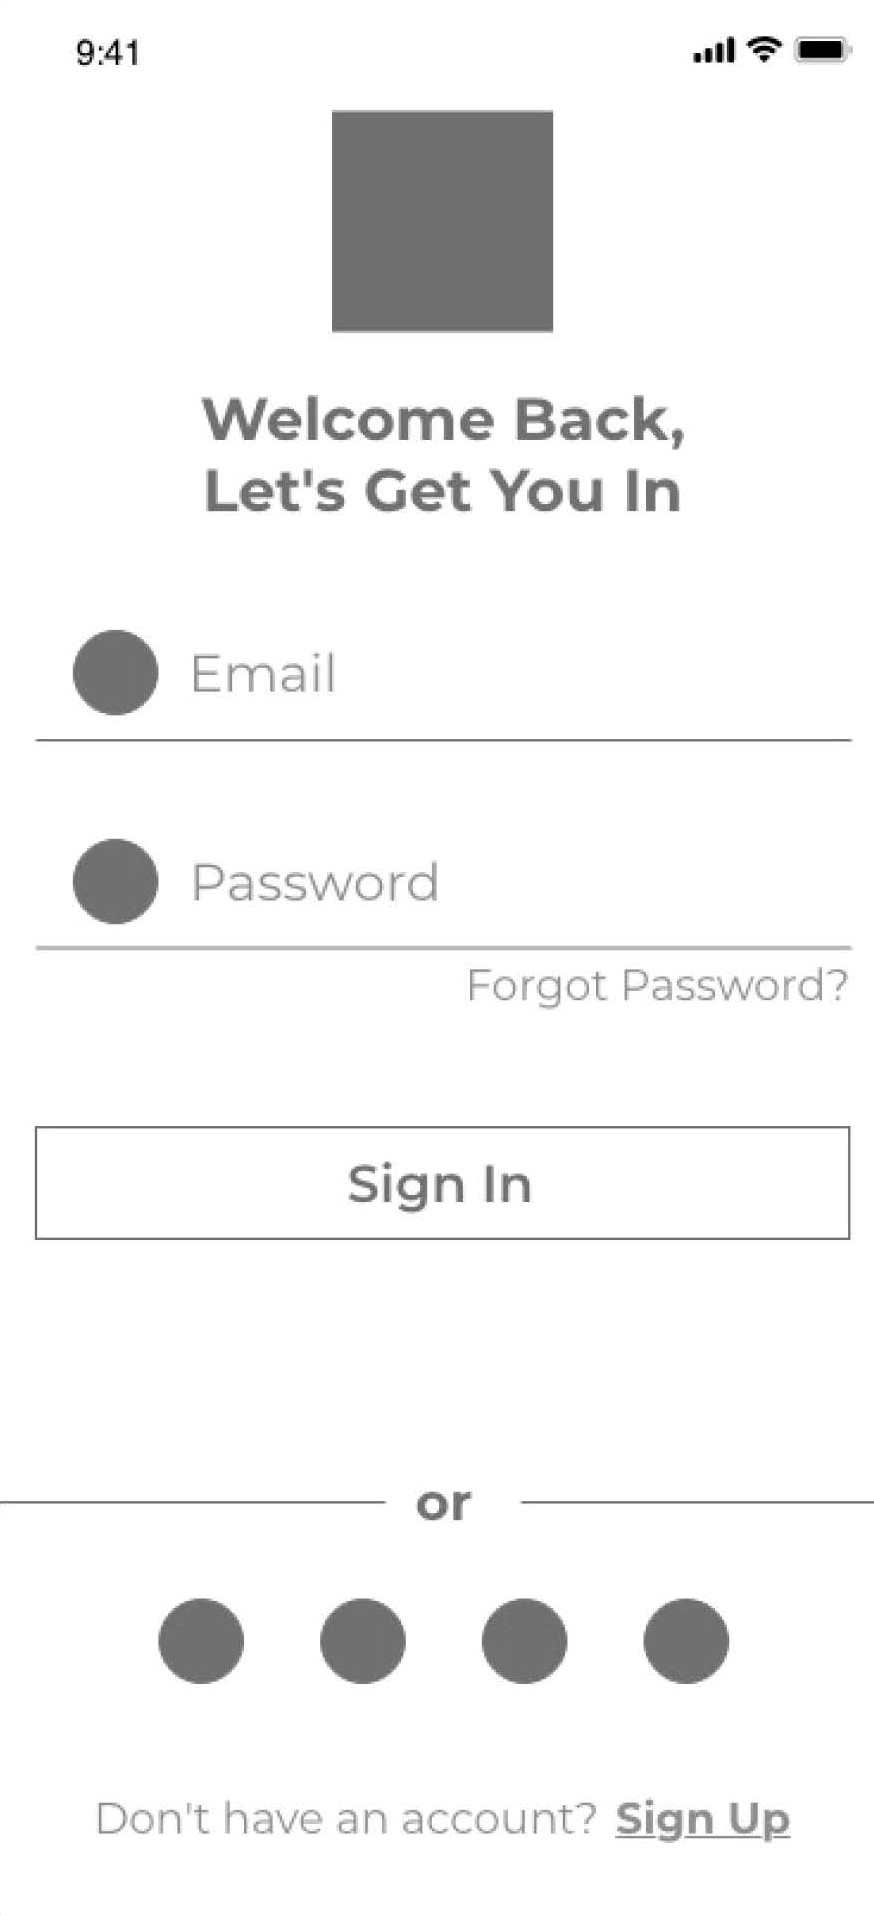 9:41
Welcome Back,
Let's Get You In
Email
Password
Forgot Password?
Sign In
or
Don't have an account? Sign Up